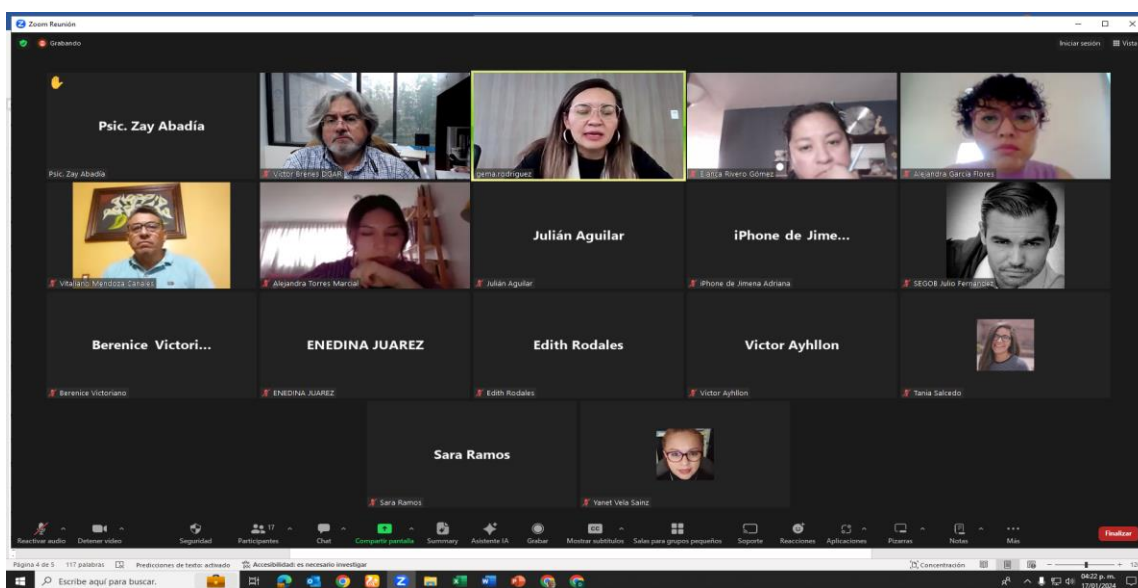 Zoom Reunión
Grabando
Iniciar sesión
Vista
Psic. Zay Abadía
Psic. Zay Abadía
Victor Brenes DGAR
gema.rodriguez
Bianca Rivero Gómez
Alejandra García Flores
Julián Aguilar
iPhone de Jime...
Vitaliano Mendoza Canales
Alejandra Torres Marcial
Julián Aguilar
iPhone de Jimena Adriana
SEGOB Julio Fernández
Berenice Victori...
ENEDINA JUAREZ
Edith Rodales
Victor Ayhllon
Berenice Victoriano
ENEDINA JUAREZ
Edith Rodales
Victor Ayhllon
Tania Salcedo
Sara Ramos
Sara Ramos
Yanet Vela Sainz
17
CC
Reactivar audio
Detener video
Seguridad
Participantes
Chat
Compartir pantalla
Summary
Asistente IA
Grabar
Mostrar subtítulos
Salas para grupos pequeños
Soporte
Reacciones
Aplicaciones
Pizarras
Notas
Más
Finalizar
Página 4 de 5
117 palabras
Predicciones de texto: activado
Accesibilidad: es necesario investigar
Concentración
Escribe aquí para buscar.
04:22 p. m.
17/01/2024